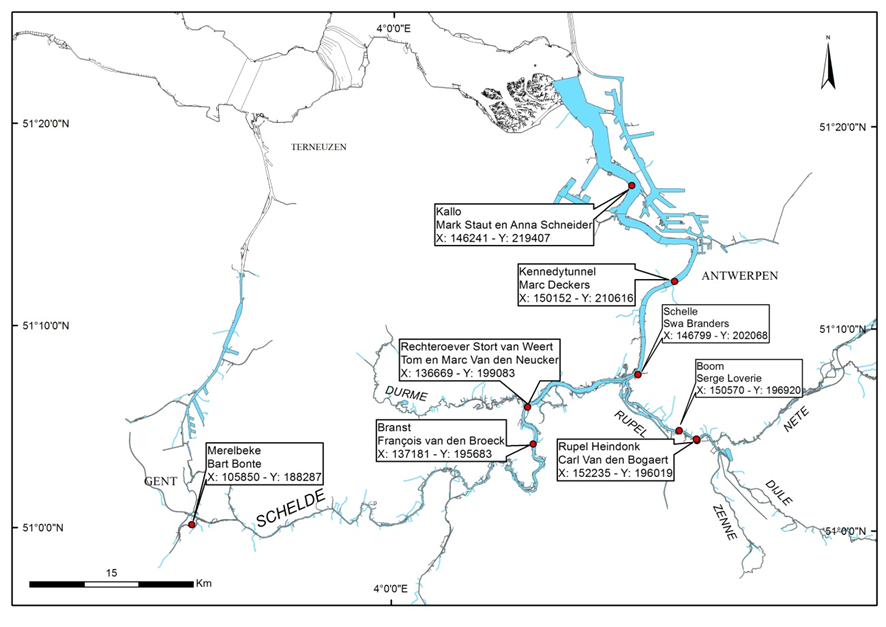 4°0'0"E
N
51°20'0"N
51°20'0"N
TERNEUZEN
Kallo
Mark Staut en Anna Schneider
X: 146241 - Y: 219407
Kennedytunnel
Marc Deckers
X: 150152 - Y: 210616
ANTWERPEN
Schelle
Swa Branders
X: 146799 - Y: 202068
51°10'0"N
51°10'0"N
Rechteroever Stort van Weert
Tom en Marc Van den Neucker
X: 136669 - Y: 199083
Boom
Serge Loverie
X: 150570 - Y: 196920
DURME
RUPEL
NETE
Branst
François van den Broeck
X: 137181 - Y: 195683
Rupel Heindonk
Carl Van den Bogaert
X: 152235 - Y: 196019
Merelbeke
Bart Bonte
X: 105850 - Y: 188287
GENT
SCHELDE
DIJLE
ZENNE
51°0'0"N
51°0'0"N
15
Km
4°0'0"E